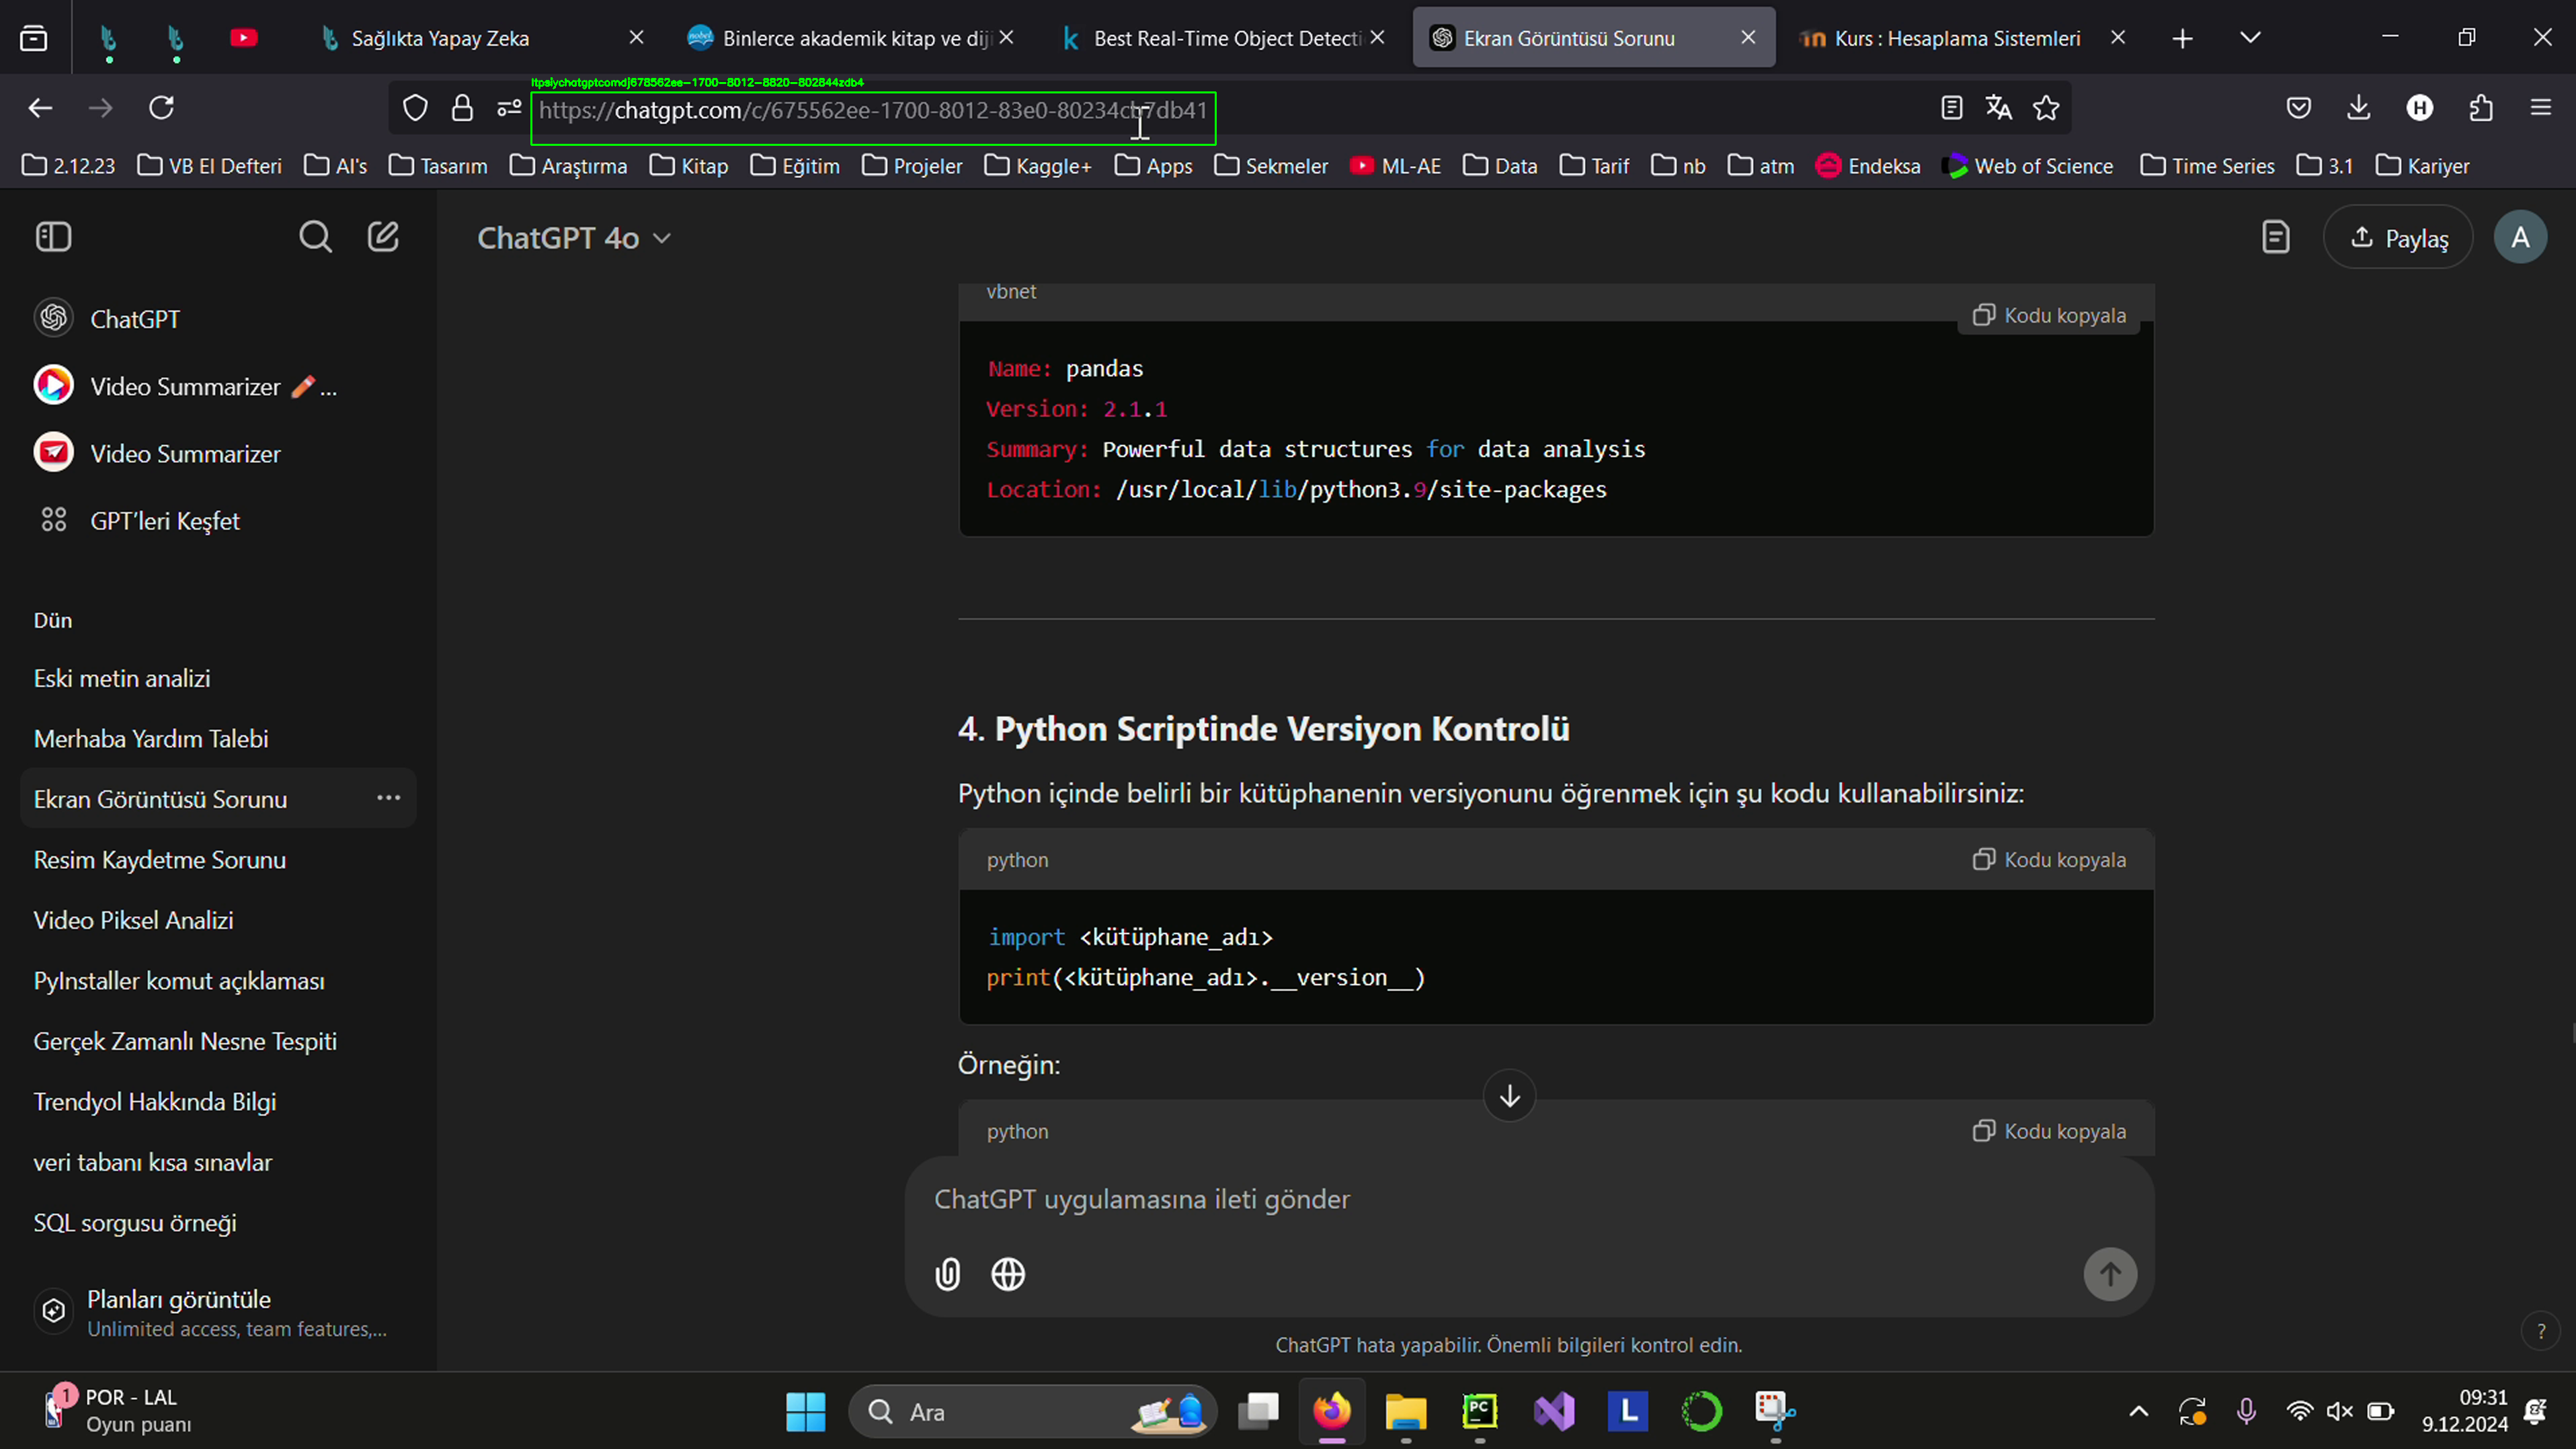 Sağlıkta Yapay Zeka
Binlerce akademik kitap ve diji
Best Real-Time Object Detecti
Ekran Görüntüsü Sorunu
Kurs : Hesaplama Sistemleri
https://chatgpt.com/c/675562ee-1700-8012-83e0-80234cb7db41
H
2.12.23
VB El Defteri
AI's
Tasarım
Araştırma
Kitap
Eğitim
Projeler
Kaggle+
Apps
Sekmeler
ML-AE
Data
Tarif
nb
atm
Endeksa
Web of Science
Time Series
3.1
Kariyer
ChatGPT 4o
Paylaş
A
ChatGPT
Video Summarizer ...
Video Summarizer
GPT'leri Keşfet
Dün
Eski metin analizi
Merhaba Yardım Talebi
Ekran Görüntüsü Sorunu
Resim Kaydetme Sorunu
Video Piksel Analizi
PyInstaller komut açıklaması
Gerçek Zamanlı Nesne Tespiti
Trendyol Hakkında Bilgi
veri tabanı kısa sınavlar
SQL sorgusu örneği
Planları görüntüle
Unlimited access, team features,...
vbnet
Kodu kopyala
Name: pandas
Version: 2.1.1
Summary: Powerful data structures for data analysis
Location: /usr/local/lib/python3.9/site-packages
4. Python Scriptinde Versiyon Kontrolü
Python içinde belirli bir kütüphanenin versiyonunu öğrenmek için şu kodu kullanabilirsiniz:
python
Kodu kopyala
import <kütüphane_adı>
print(<kütüphane_adı>.__version__)
Örneğin:
python
Kodu kopyala
ChatGPT uygulamasına ileti gönder
ChatGPT hata yapabilir. Önemli bilgileri kontrol edin.
?
1
POR - LAL
Oyun puanı
Ara
PC
L
09:31
9.12.2024